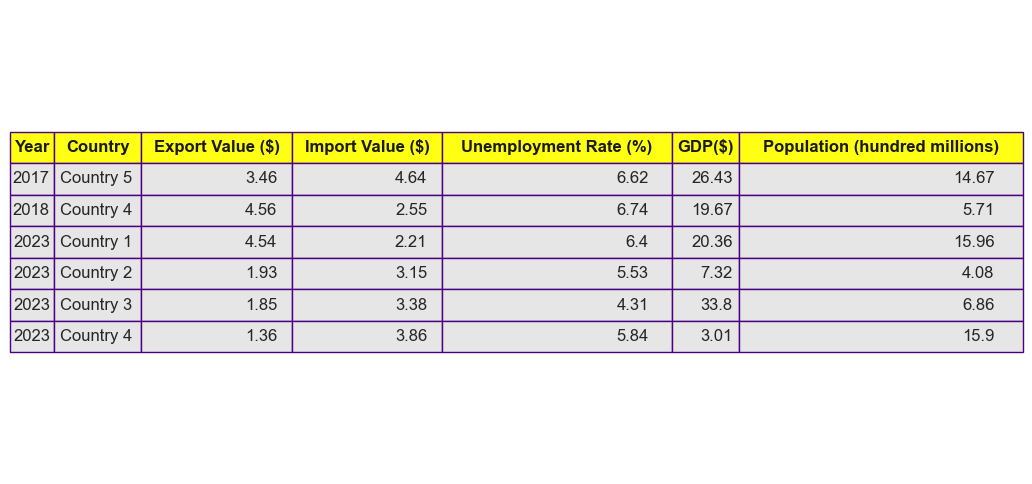 Year Country Export Value ($) Import Value ($) Unemployment Rate (%) GDP($) Population (hundred millions)
2017 Country 5 3.46 4.64 6.62 26.43 14.67
2018 Country 4 4.56 2.55 6.74 19.67 5.71
2023 Country 1 4.54 2.21 6.4 20.36 15.96
2023 Country 2 1.93 3.15 5.53 7.32 4.08
2023 Country 3 1.85 3.38 4.31 33.8 6.86
2023 Country 4 1.36 3.86 5.84 3.01 15.9